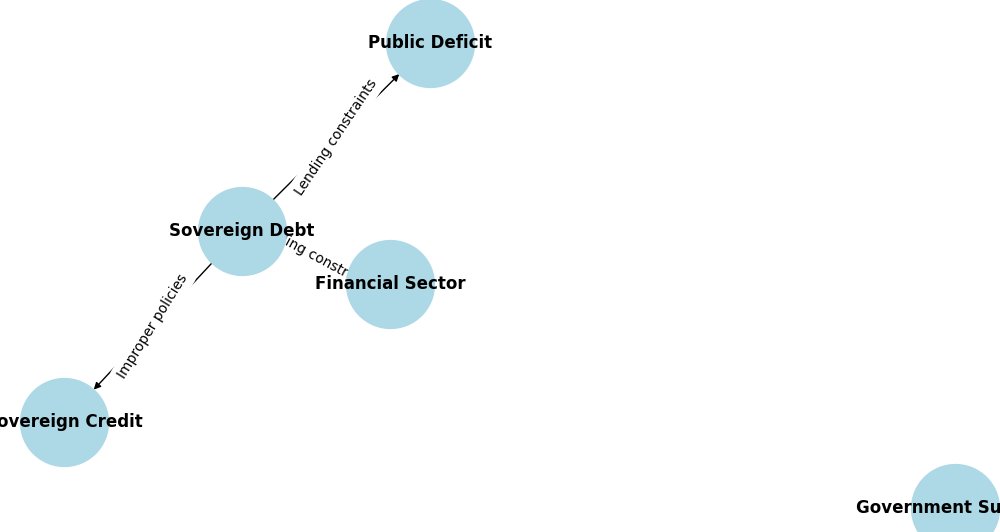 Public Deficit
Lending constraints
Sovereign Debt
ing constr
Financial Sector
Improper policies
overeign Credit
Government Su